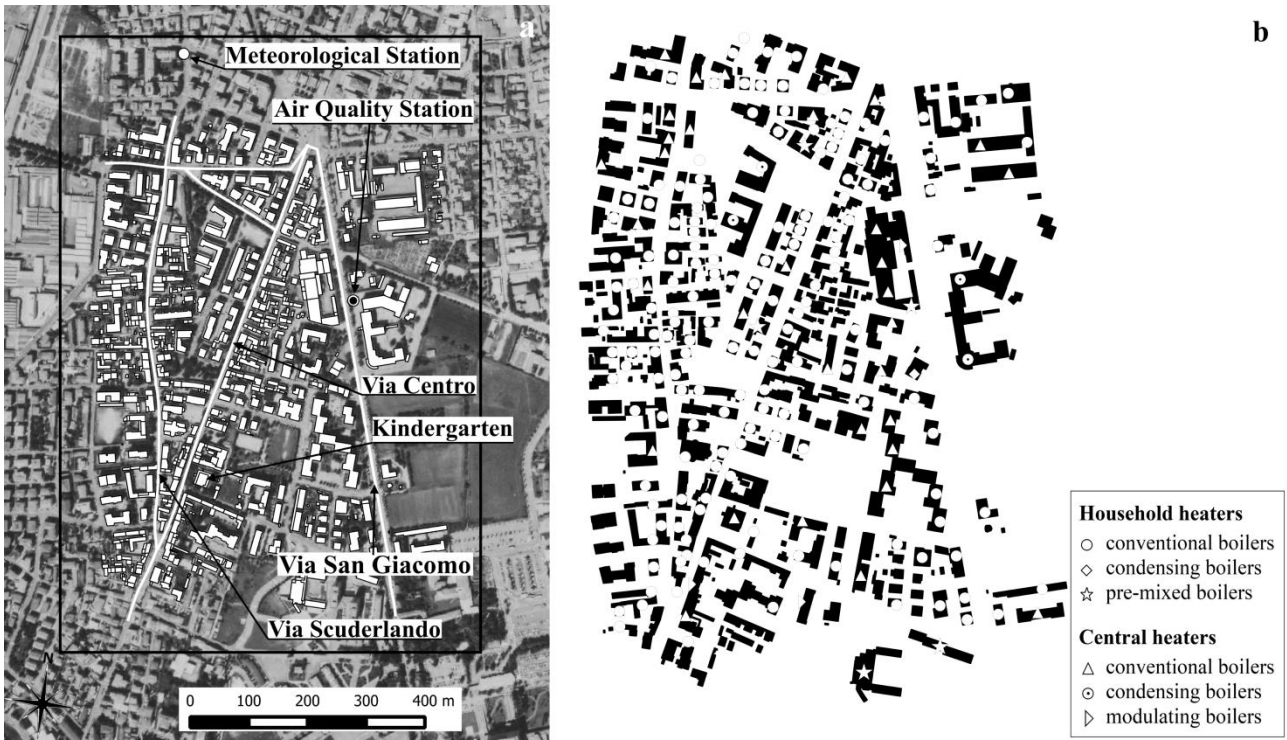 a
Meteorological Station
Air Quality Station
Via Centro
Kindergarten
Via San Giacomo
Via Scuderlando
N
0 100 200 300 400 m
b
Household heaters
conventional boilers
condensing boilers
pre-mixed boilers
Central heaters
conventional boilers
condensing boilers
modulating boilers